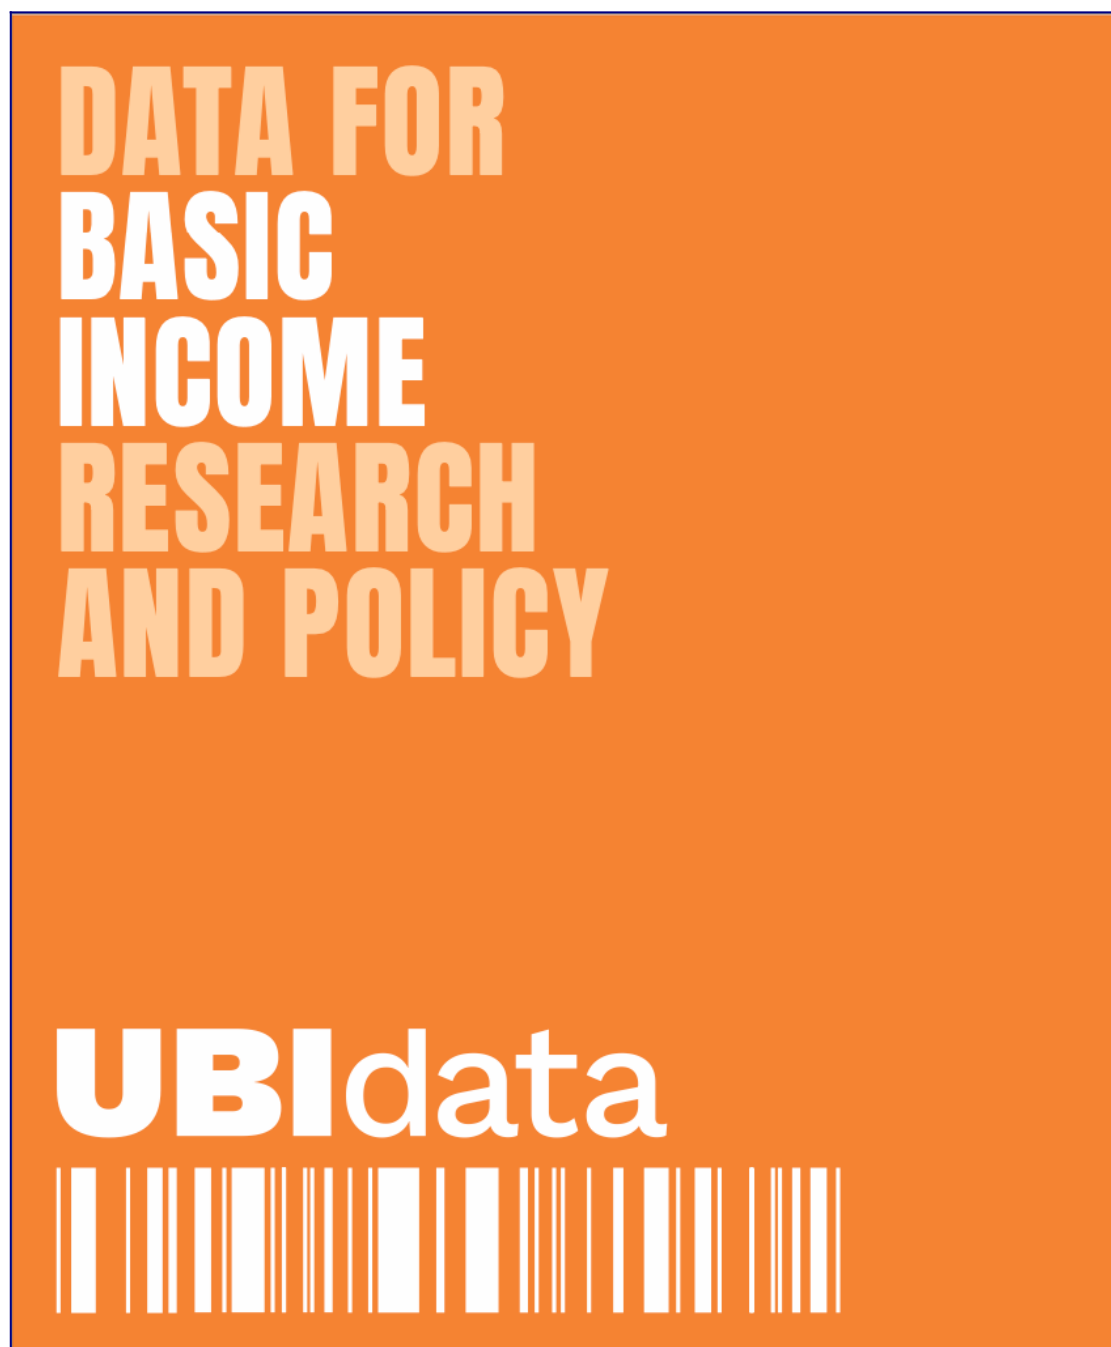 DATA FOR
BASIC
INCOME
RESEARCH
AND POLICY
UBIdata